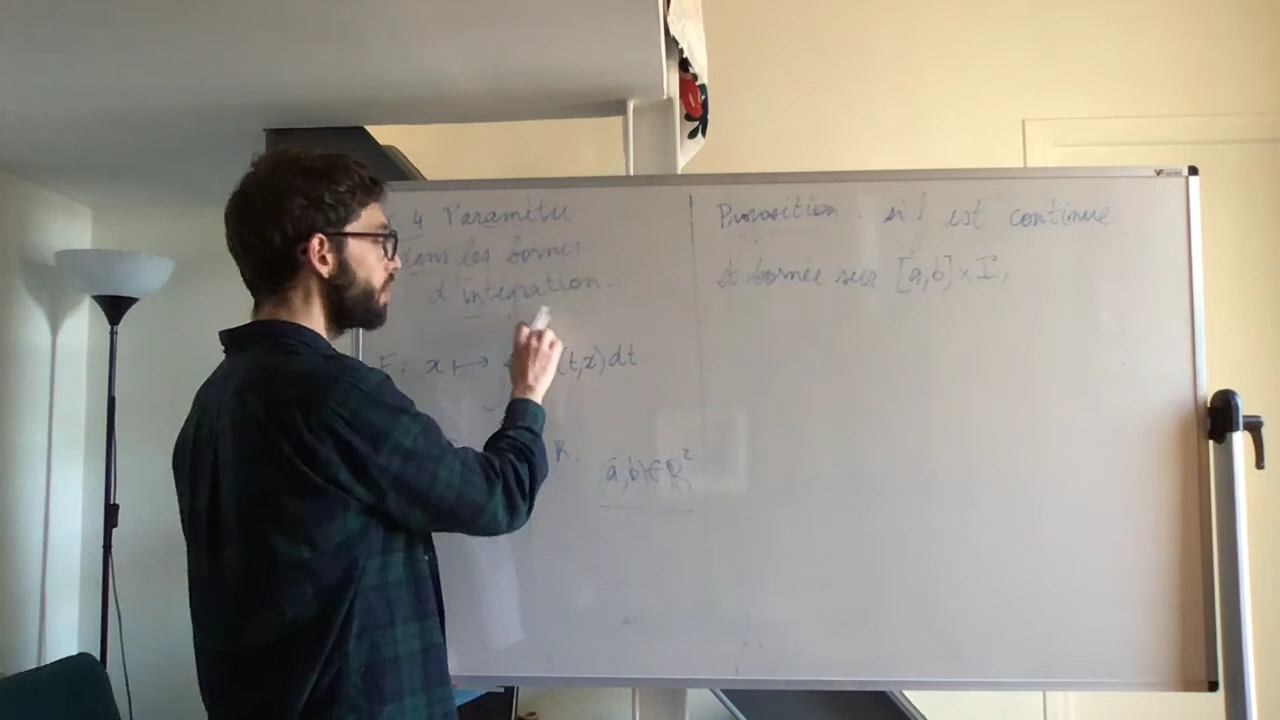 4 Paramètre
dans les bornes
d'intégration.
F: x ↦ (t,x)dt
K.
(a,b)∈ℝ²
Proposition : si f est continue
et bornée sur [a,b]×I,